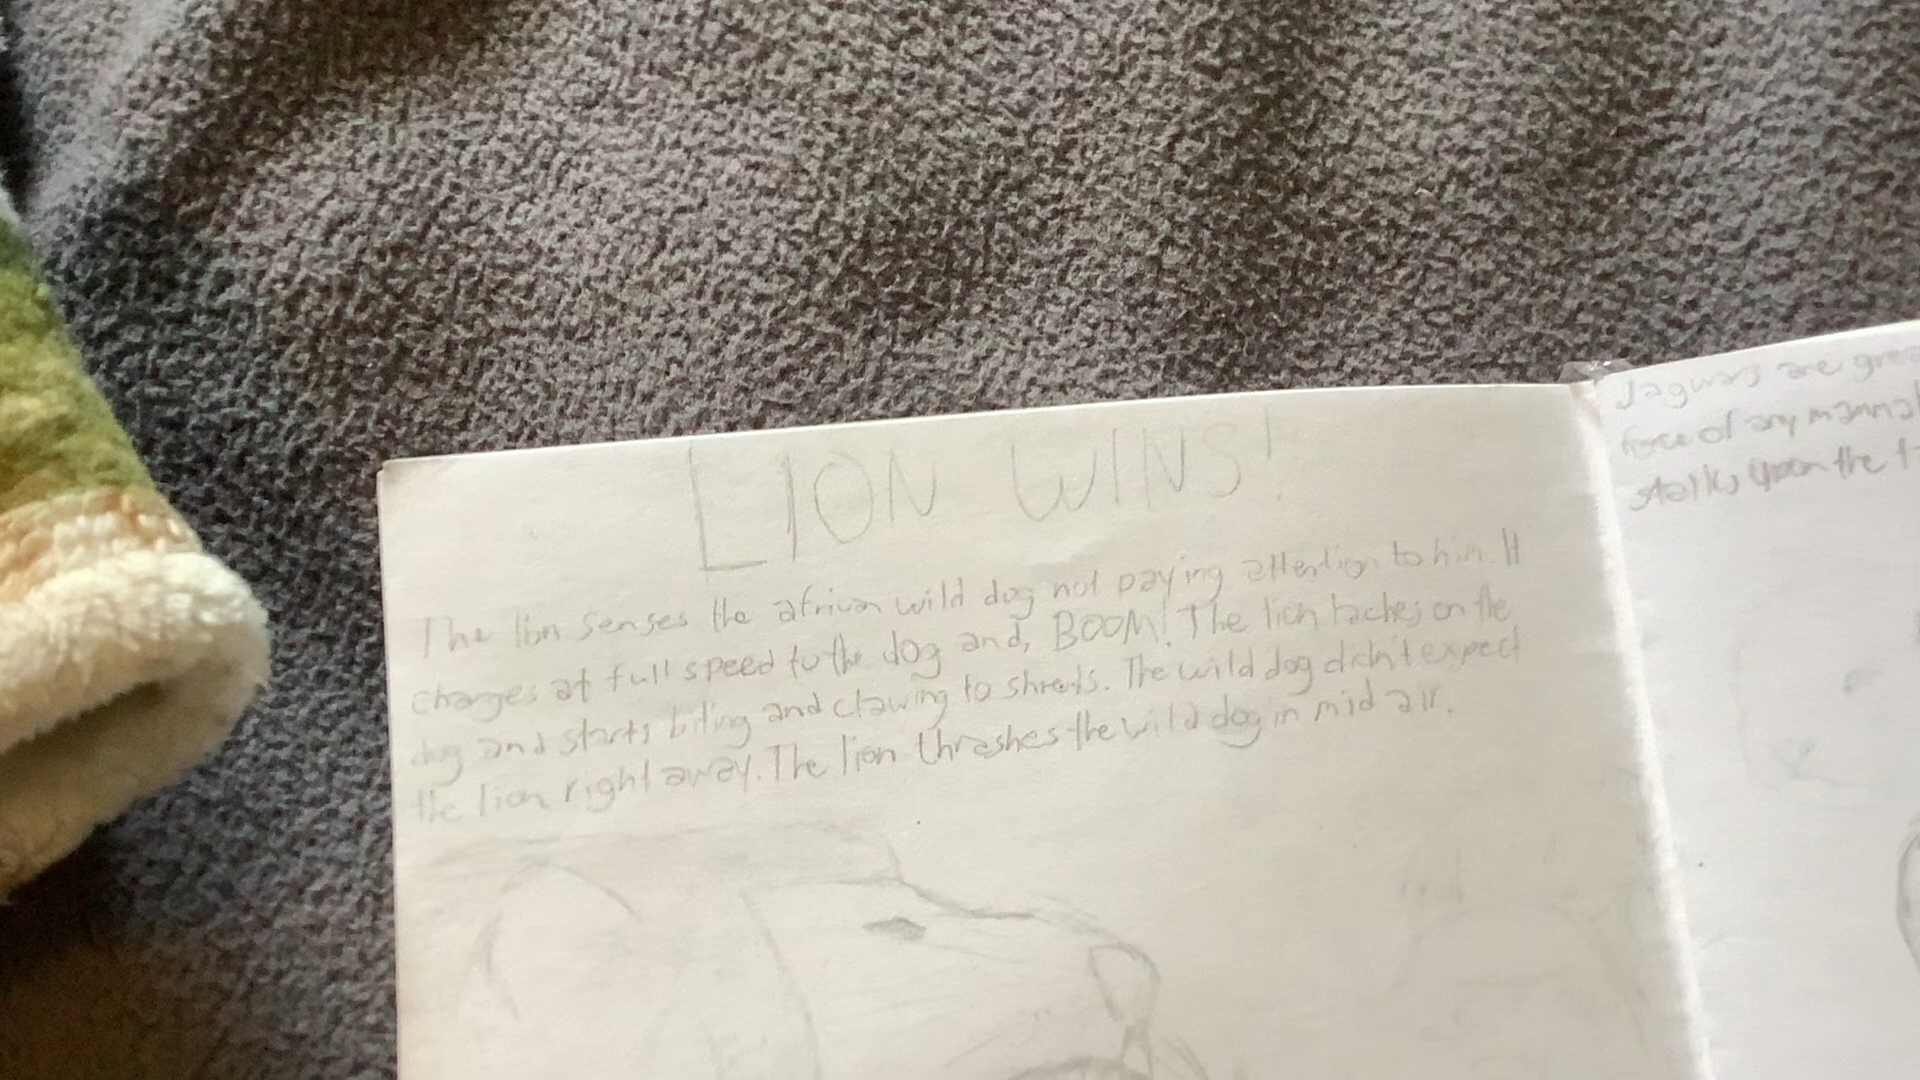 LION WINS!
The lion senses the african wild dog not paying attention to him. It
charges at full speed to the dog and, BOOM! The lion taches on the
dog and starts biting and clawing to shreds. The wild dog didn't expect
the lion right away. The lion thrashes the wild dog in mid air.
Jaguars are
force of any mammal
stalks upon the